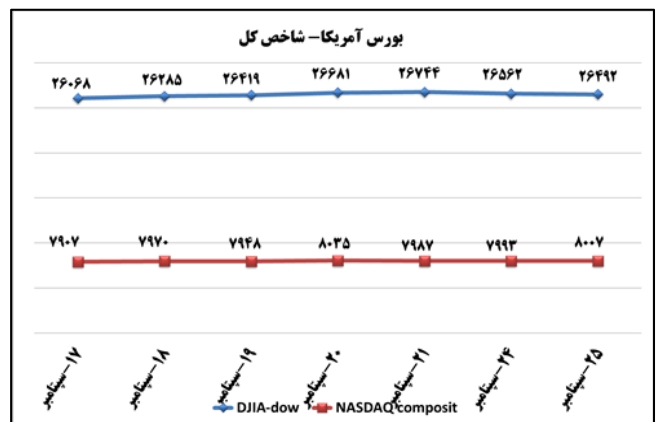 بورس آمریکا– شاخص کل
۲۶۰۶۸ ۲۶۲۸۵ ۲۶۴۱۹ ۲۶۶۸۱ ۲۶۷۴۴ ۲۶۵۶۲ ۲۶۴۹۲
۷۹۰۷ ۷۹۷۰ ۷۹۴۸ ۸۰۳۵ ۷۹۸۷ ۷۹۹۳ ۸۰۰۷
۱۷-سپتامبر ۱۸-سپتامبر ۱۹-سپتامبر ۲۰-سپتامبر ۲۱-سپتامبر ۲۴-سپتامبر ۲۵-سپتامبر
DJIA-dow NASDAQ composit